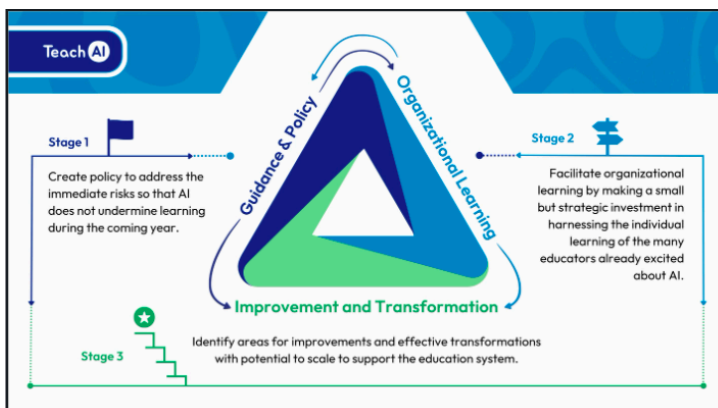 Teach AI
Guidance & Policy
Organizational Learning
Improvement and Transformation
Stage 1
Create policy to address the
immediate risks so that AI
does not undermine learning
during the coming year.
Stage 2
Facilitate organizational
learning by making a small
but strategic investment in
harnessing the individual
learning of the many
educators already excited
about AI.
Stage 3
Identify areas for improvements and effective transformations
with potential to scale to support the education system.